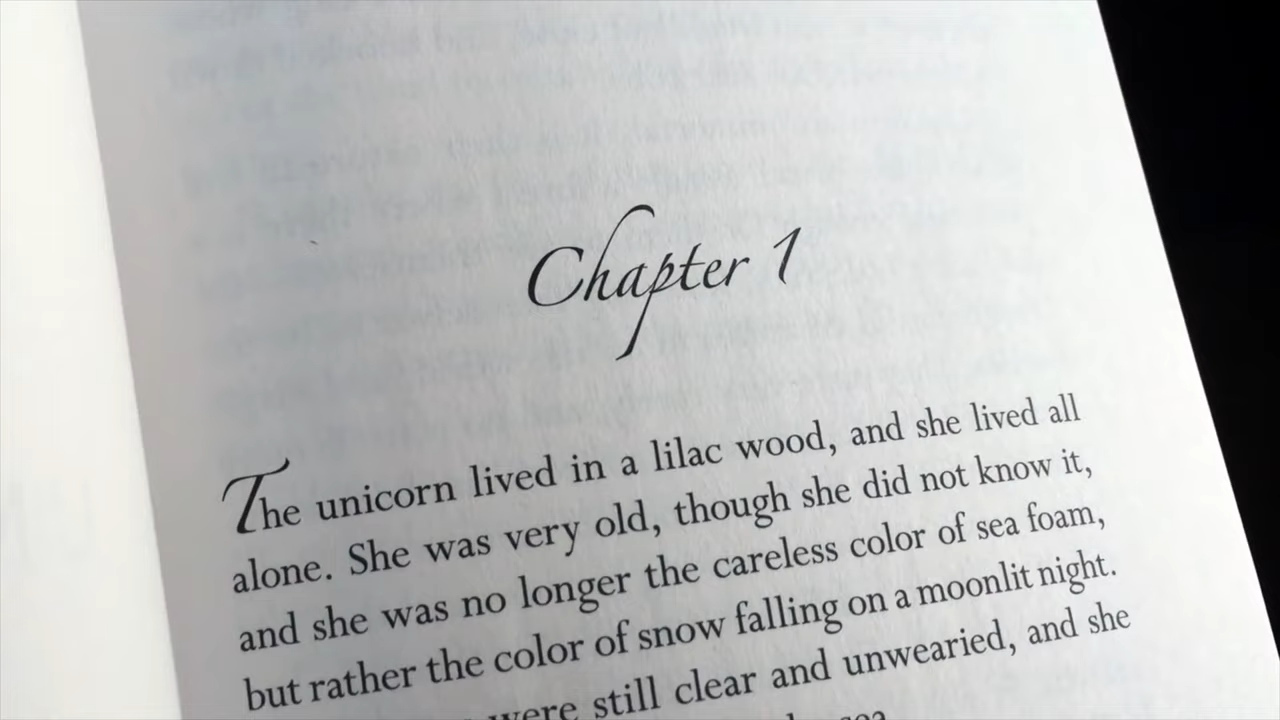 Chapter 1
The unicorn lived in a lilac wood, and she lived all
alone. She was very old, though she did not know it,
and she was no longer the careless color of sea foam,
but rather the color of snow falling on a moonlit night.
were still clear and unwearied, and she
sea